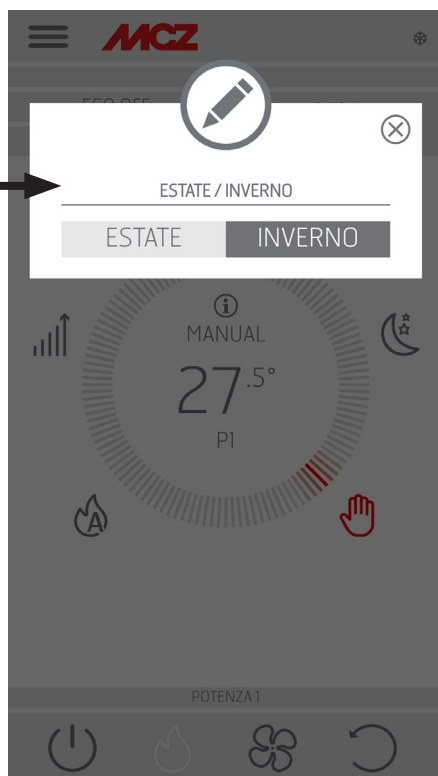 MCZ
ESTATE / INVERNO
ESTATE INVERNO
MANUAL
27.5°
P1
A
POTENZA 1